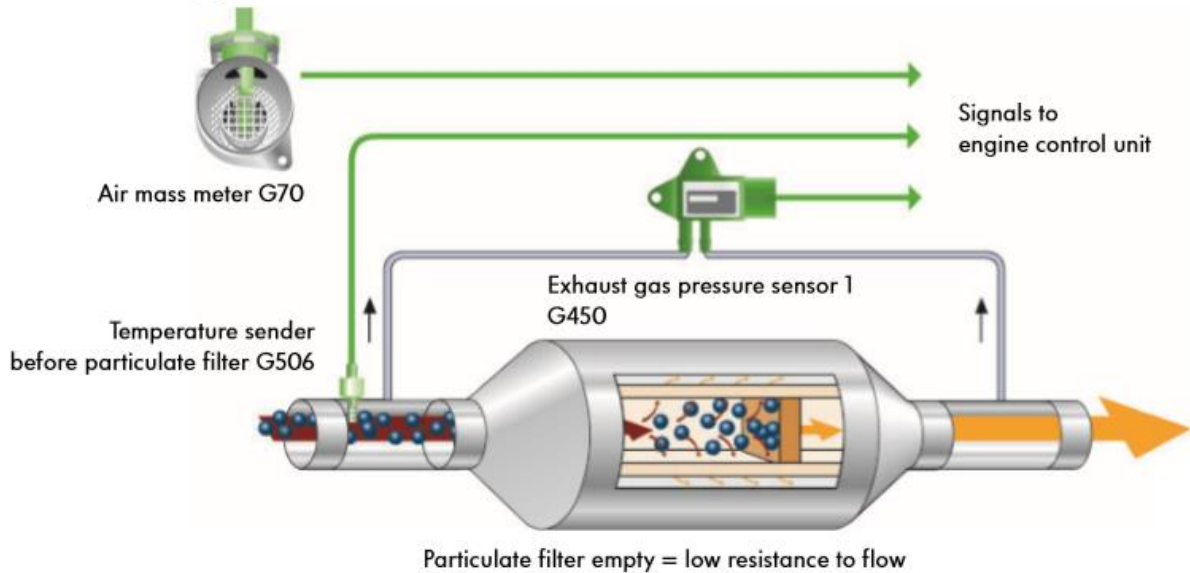 Air mass meter G70
Signals to
engine control unit
Exhaust gas pressure sensor 1
G450
Temperature sender
before particulate filter G506
Particulate filter empty = low resistance to flow